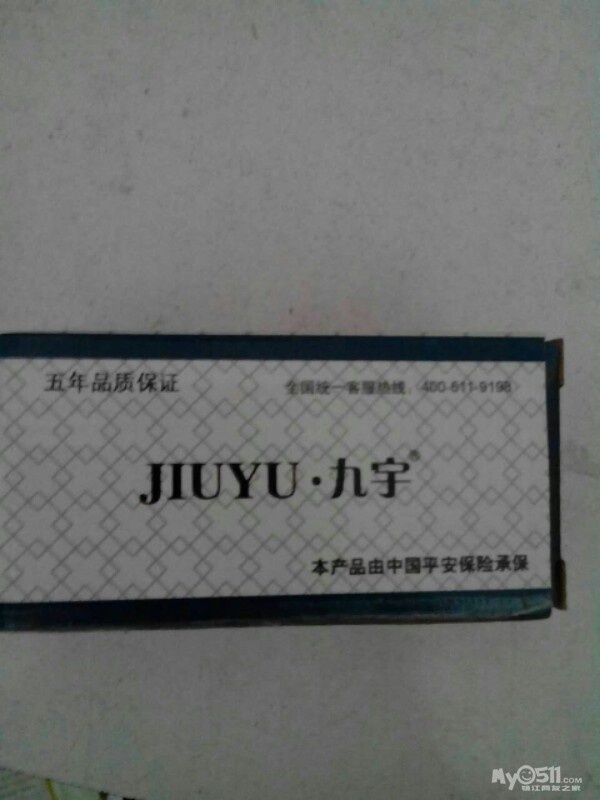 五年品质保证
全国统一客服热线：400-611-9198
JIUYU·九宇®
本产品由中国平安保险承保
My0511.COM
镇江网友之家